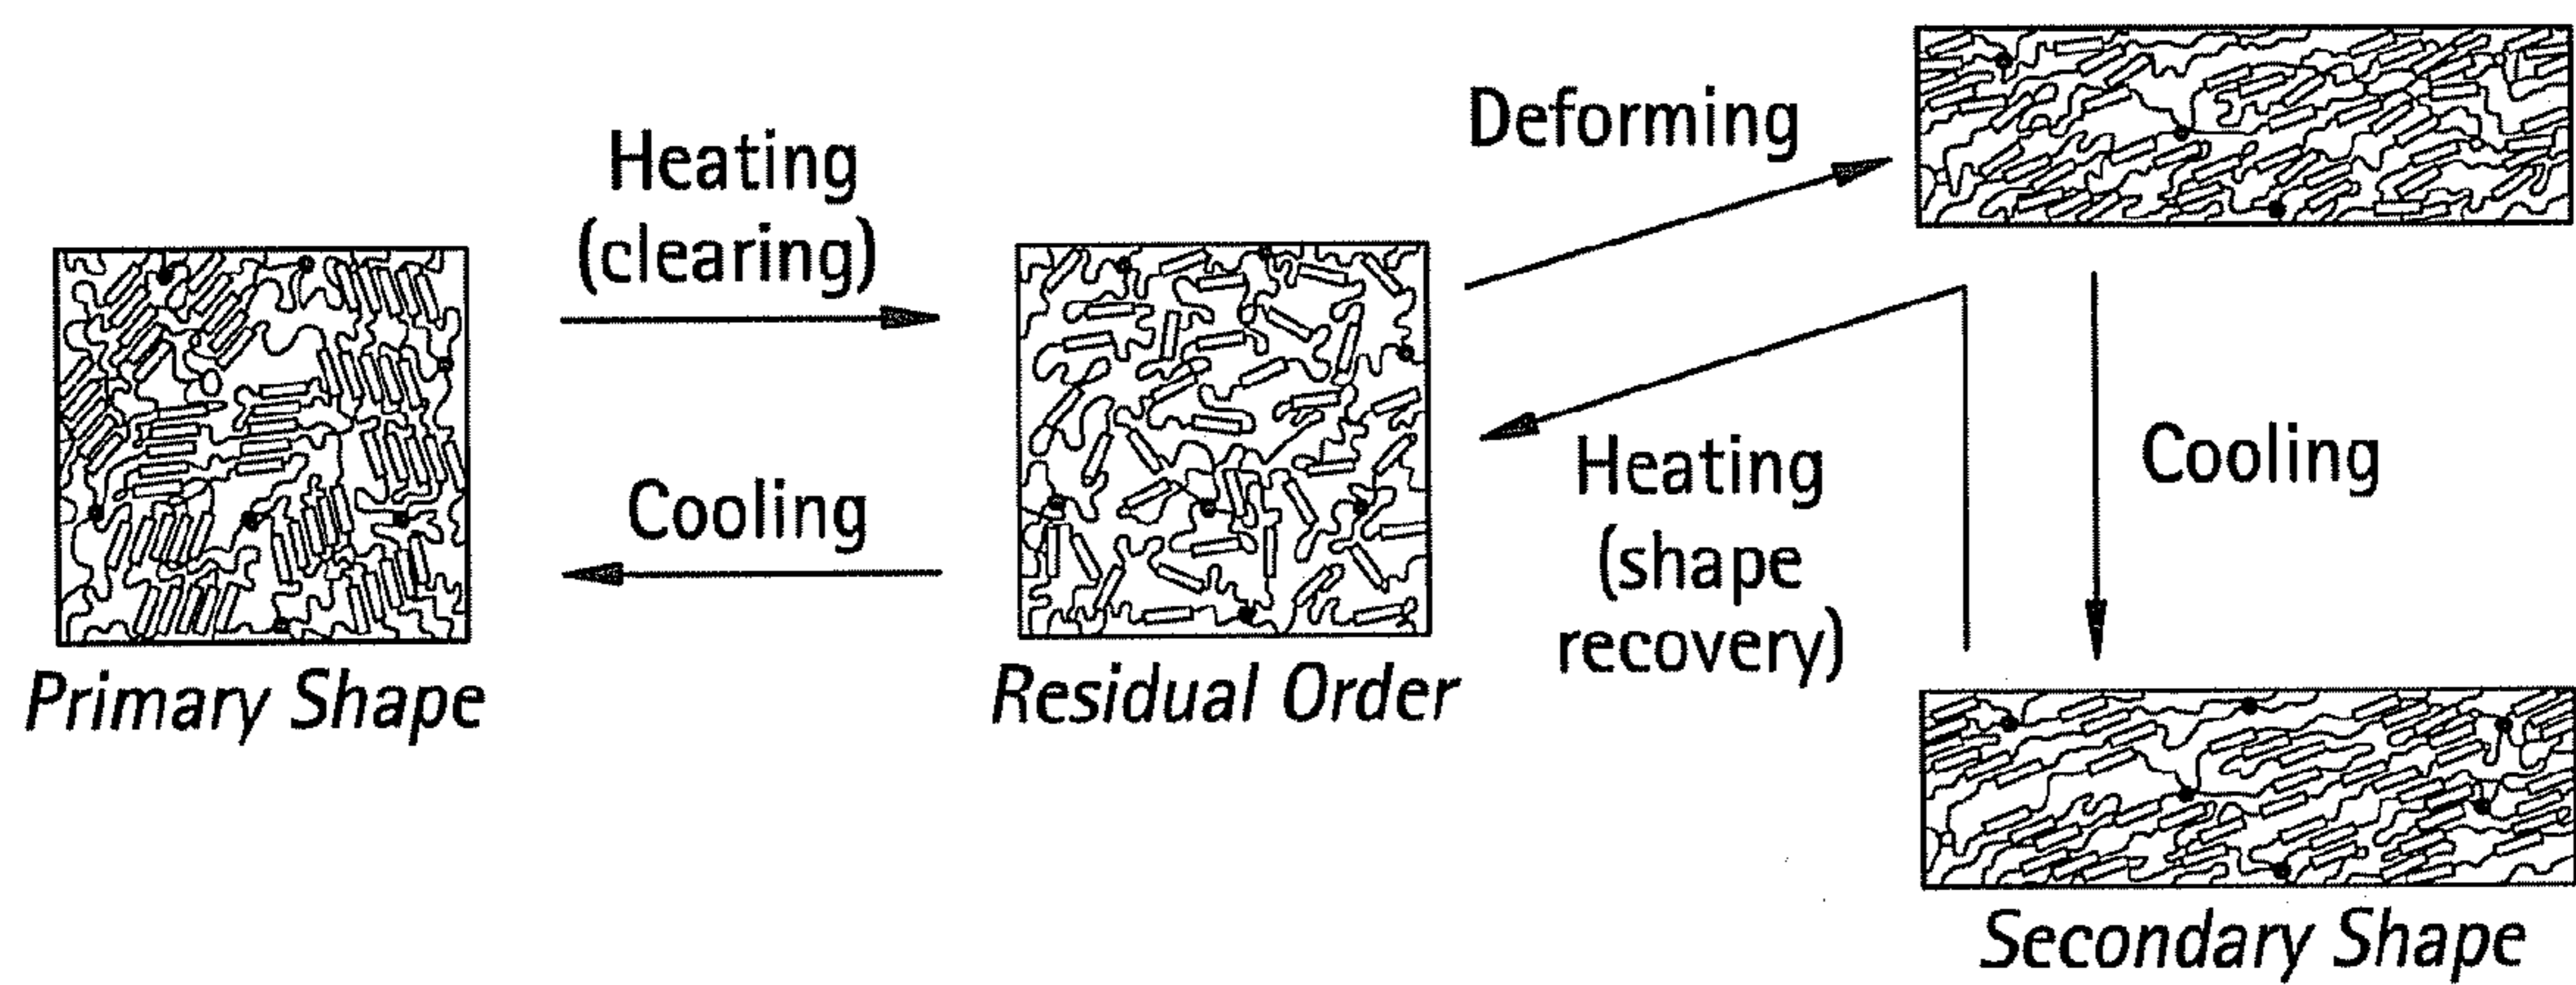 Heating
(clearing)
Cooling
Primary Shape
Residual Order
Deforming
Heating
(shape
recovery)
Cooling
Secondary Shape